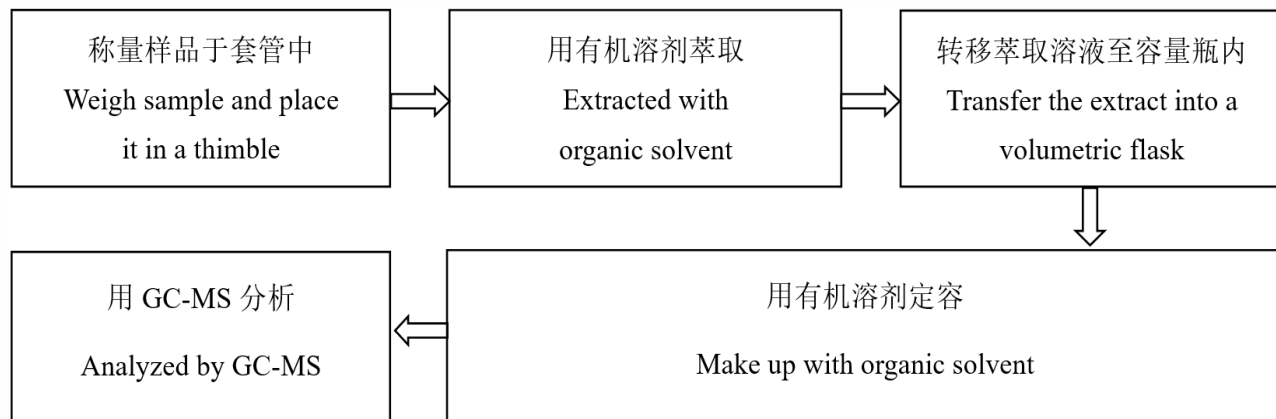 称量样品于套管中
Weigh sample and place
it in a thimble
用有机溶剂萃取
Extracted with
organic solvent
转移萃取溶液至容量瓶内
Transfer the extract into a
volumetric flask
用有机溶剂定容
Make up with organic solvent
用 GC-MS 分析
Analyzed by GC-MS